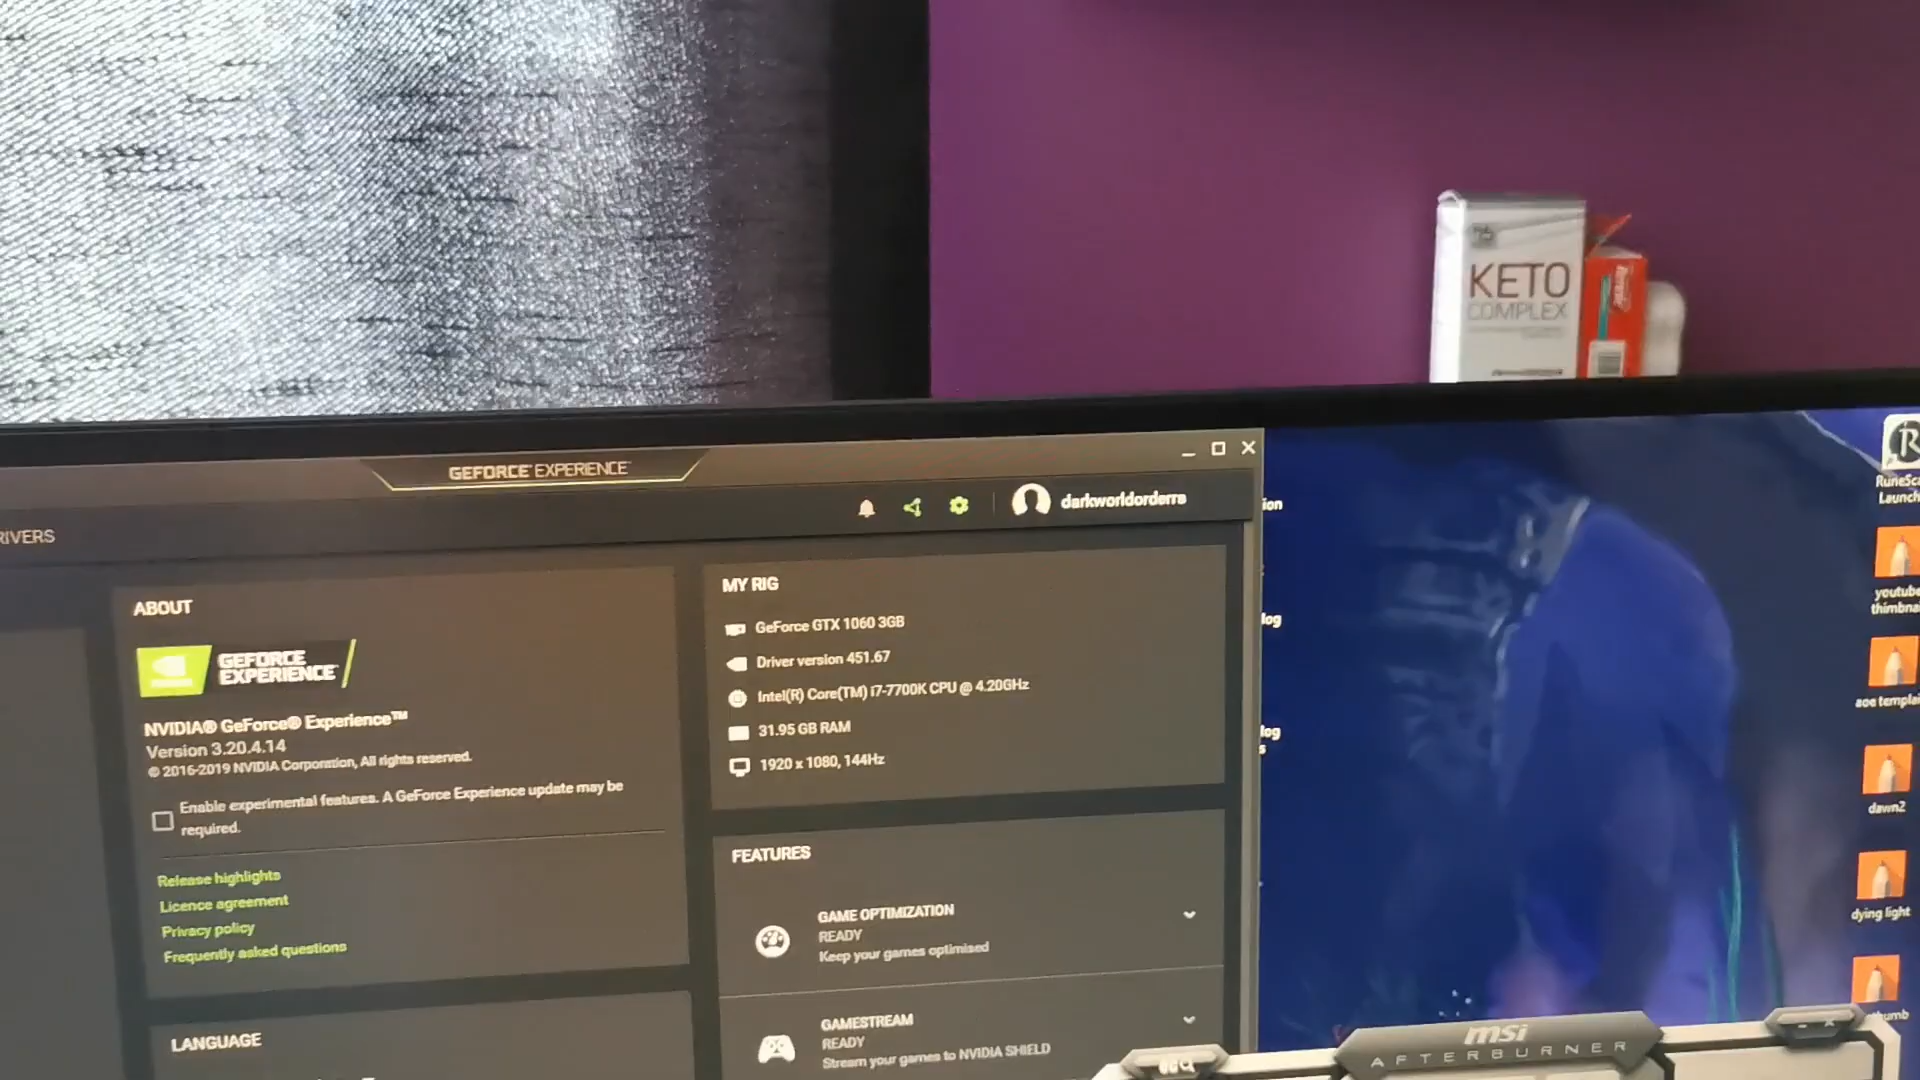 KETO
COMPLEX
GEFORCE EXPERIENCE
darkworldorderrs
RIVERS
ABOUT
GEFORCE
EXPERIENCE
NVIDIA® GeForce® Experience™
Version 3.20.4.14
© 2016-2019 NVIDIA Corporation, All rights reserved.
Enable experimental features. A GeForce Experience update may be
required.
Release highlights
Licence agreement
Privacy policy
Frequently asked questions
LANGUAGE
MY RIG
GeForce GTX 1060 3GB
Driver version 451.67
Intel(R) Core(TM) i7-7700K CPU @ 4.20GHz
31.95 GB RAM
1920 x 1080, 144Hz
FEATURES
GAME OPTIMIZATION
READY
Keep your games optimised
GAMESTREAM
READY
Stream your games to NVIDIA SHIELD
ion
log
log
s
RuneSca
Launch
youtube
thimbna
aoe templa
dawn2
dying light
thumb
msi
AFTERBURNER